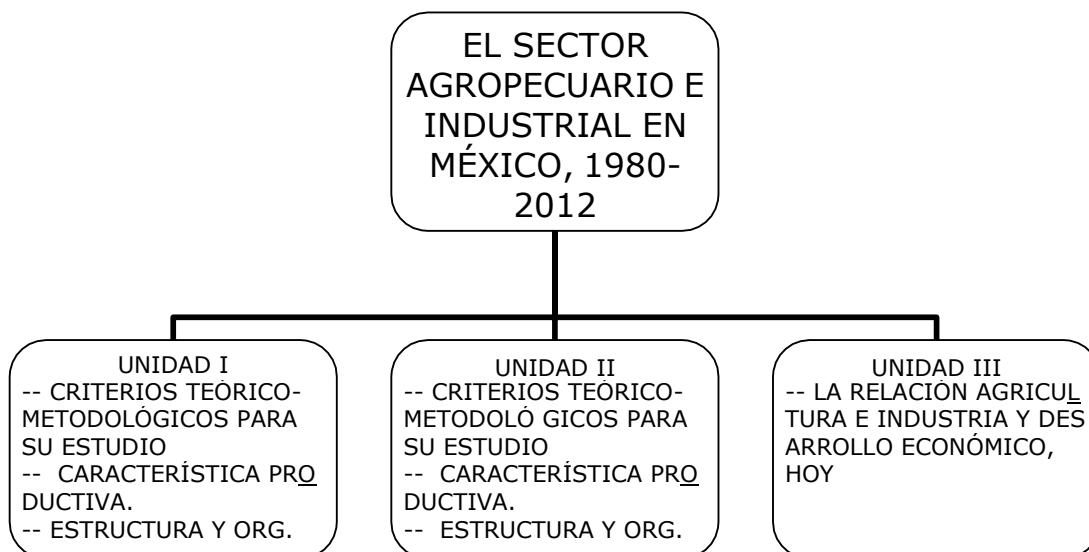 EL SECTOR
AGROPECUARIO E
INDUSTRIAL EN
MÉXICO, 1980-
2012
UNIDAD I
-- CRITERIOS TEÓRICO-
METODOLÓGICOS PARA
SU ESTUDIO
-- CARACTERÍSTICA PRO
DUCTIVA.
-- ESTRUCTURA Y ORG.
UNIDAD II
-- CRITERIOS TEÓRICO-
METODOLÓ GICOS PARA
SU ESTUDIO
-- CARACTERÍSTICA PRO
DUCTIVA.
-- ESTRUCTURA Y ORG.
UNIDAD III
-- LA RELACIÓN AGRICUL
TURA E INDUSTRIA Y DES
ARROLLO ECONÓMICO,
HOY